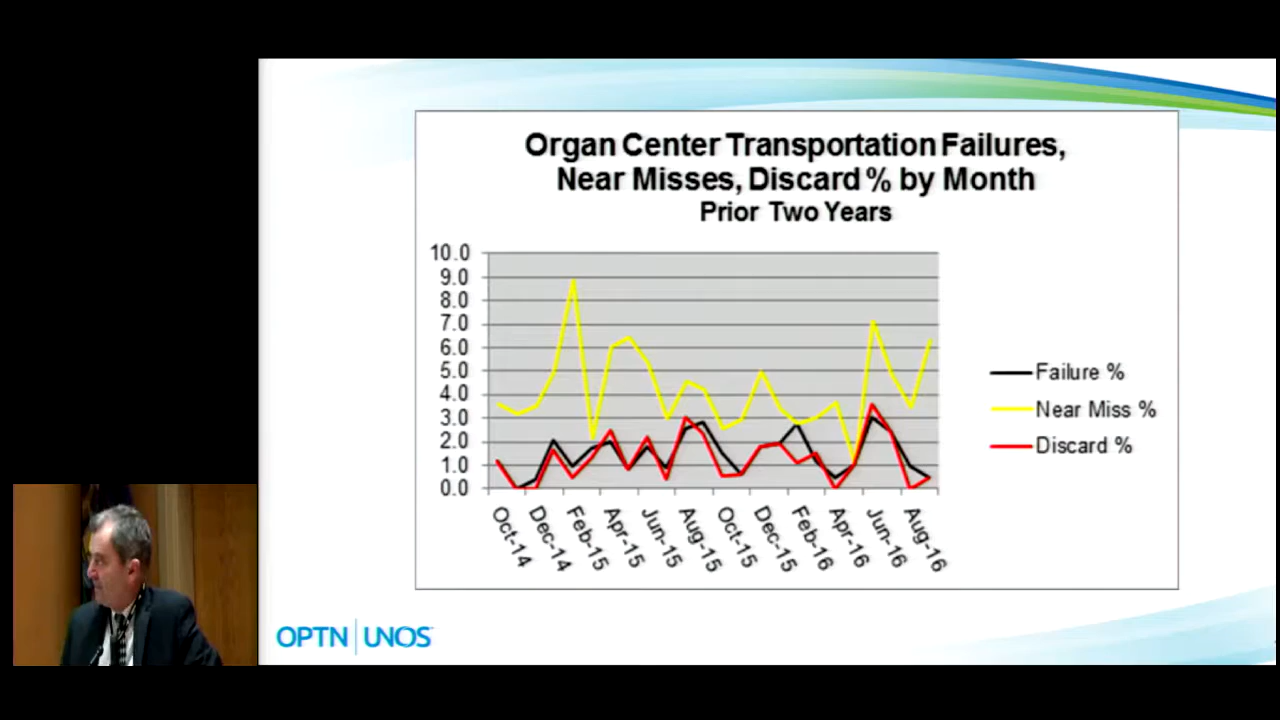 Organ Center Transportation Failures,
Near Misses, Discard % by Month
Prior Two Years
10.0
9.0
8.0
7.0
6.0
5.0
4.0
3.0
2.0
1.0
0.0
Oct-14
Dec-14
Feb-15
Apr-15
Jun-15
Aug-15
Oct-15
Dec-15
Feb-16
Apr-16
Jun-16
Aug-16
Failure %
Near Miss %
Discard %
OPTN UNOS